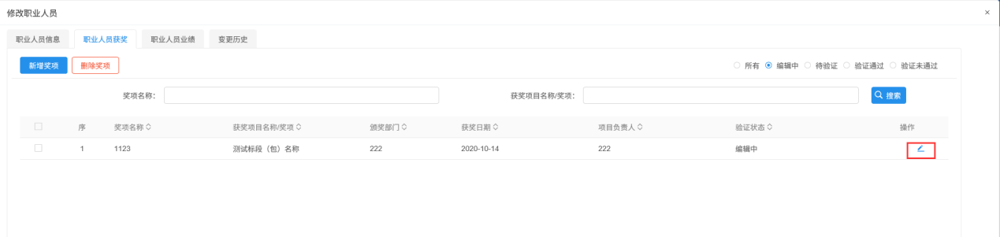 修改职业人员 ×
职业人员信息 职业人员获奖 职业人员业绩 变更历史
新增奖项 删除奖项 所有 编辑中 待验证 验证通过 验证未通过
奖项名称： 获奖项目名称/奖项： 搜索
序 奖项名称 获奖项目名称/奖项 颁奖部门 获奖日期 项目负责人 验证状态 操作
1 1123 测试标段（包）名称 222 2020-10-14 222 编辑中